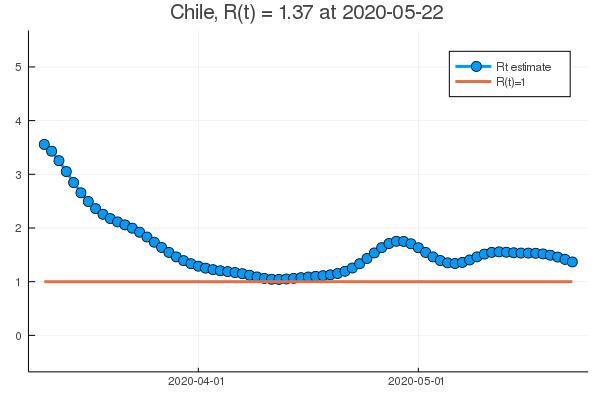 Chile, R(t) = 1.37 at 2020-05-22
5
Rt estimate
R(t)=1
4
3
2
1
0
2020-04-01
2020-05-01